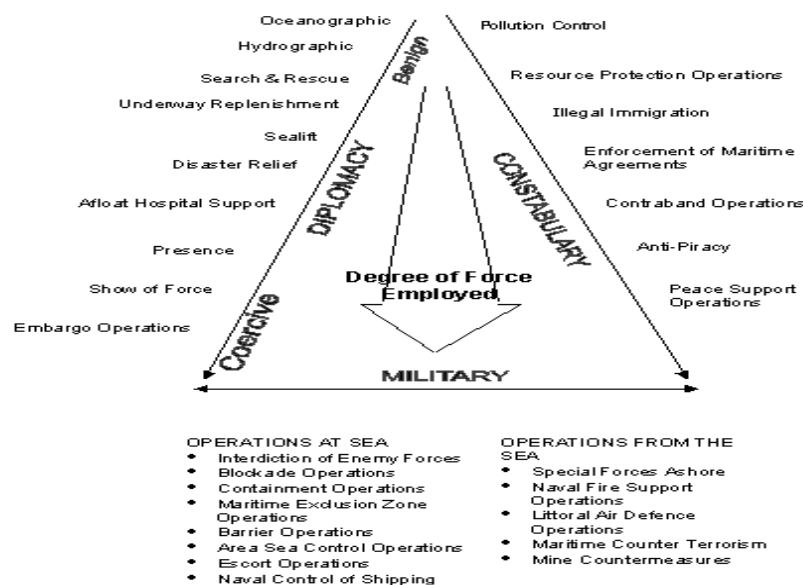 Oceanographic
Hydrographic
Search & Rescue
Underway Replenishment
Sealift
Disaster Relief
Afloat Hospital Support
Presence
Show of Force
Embargo Operations
Benign
DIPLOMACY
Coercive
Pollution Control
Resource Protection Operations
Illegal Immigration
Enforcement of Maritime
Agreements
Contraband Operations
Anti-Piracy
Peace Support
Operations
CONSTABULARY
Degree of Force
Employed
MILITARY
OPERATIONS AT SEA
• Interdiction of Enemy Forces
• Blockade Operations
• Containment Operations
• Maritime Exclusion Zone
Operations
• Barrier Operations
• Area Sea Control Operations
• Escort Operations
• Naval Control of Shipping
OPERATIONS FROM THE
SEA
• Special Forces Ashore
• Naval Fire Support
Operations
• Littoral Air Defence
Operations
• Maritime Counter Terrorism
• Mine Countermeasures